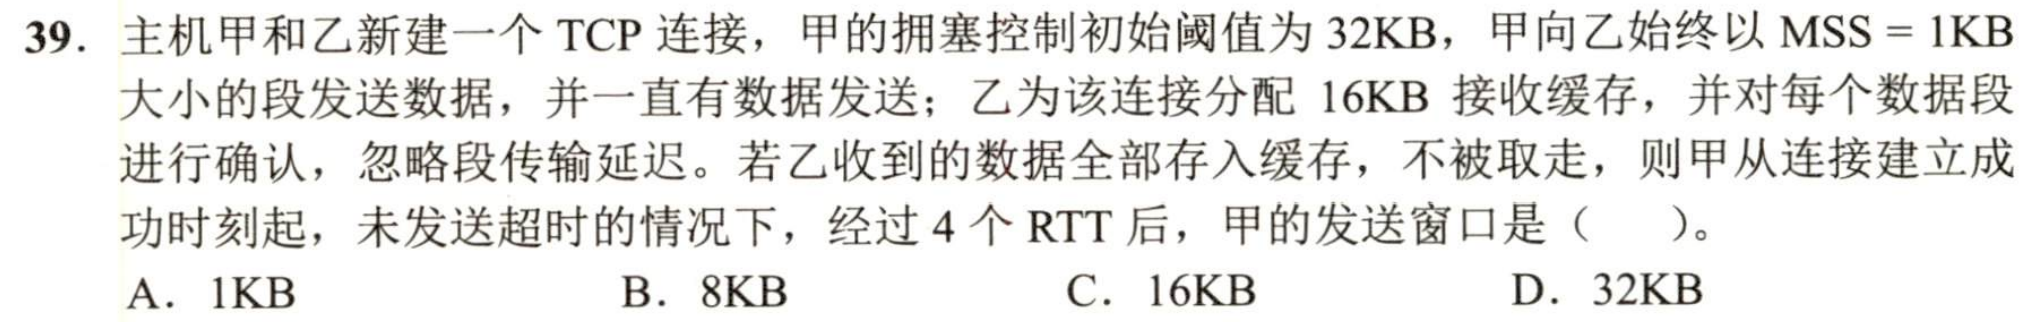 39. 主机甲和乙新建一个 TCP 连接，甲的拥塞控制初始阈值为 32KB，甲向乙始终以 MSS = 1KB
大小的段发送数据，并一直有数据发送；乙为该连接分配 16KB 接收缓存，并对每个数据段
进行确认，忽略段传输延迟。若乙收到的数据全部存入缓存，不被取走，则甲从连接建立成
功时刻起，未发送超时的情况下，经过 4 个 RTT 后，甲的发送窗口是（ ）。
A. 1KB B. 8KB C. 16KB D. 32KB